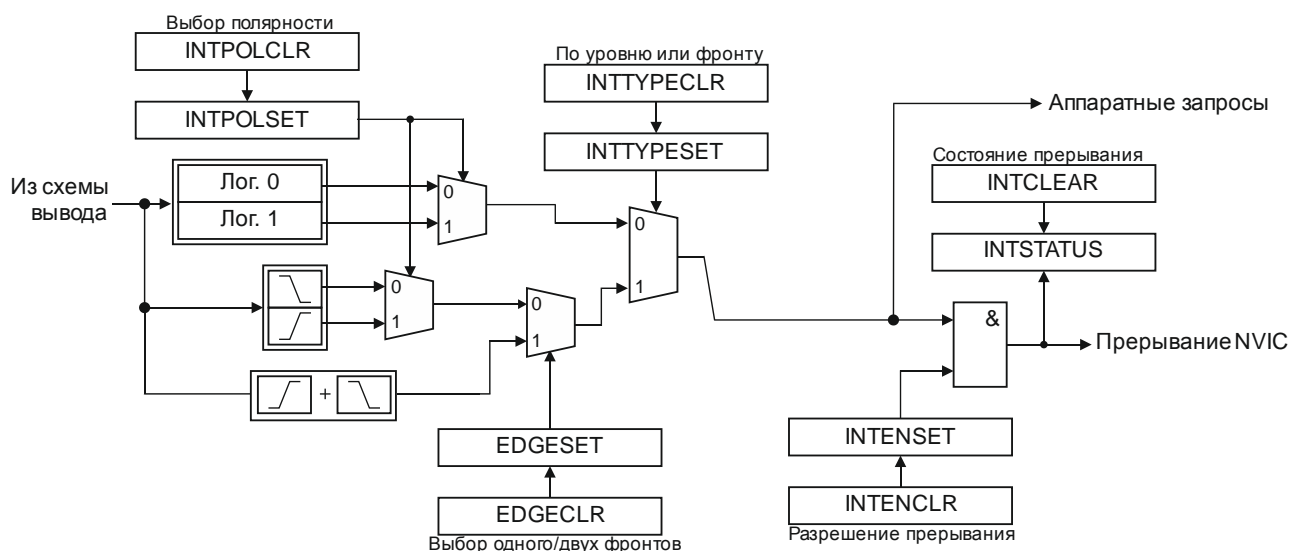 Выбор полярности
INTPOLCLR
INTPOLSET
По уровню или фронту
INTTYPECLR
INTTYPESET
Аппаратные запросы
Состояние прерывания
INTCLEAR
INTSTATUS
Из схемы
вывода
Лог. 0
Лог. 1
0
1
0
1
0
1
0
1
+
&
Прерывание NVIC
EDGESET
EDGECLR
Выбор одного/двух фронтов
INTENSET
INTENCLR
Разрешение прерывания